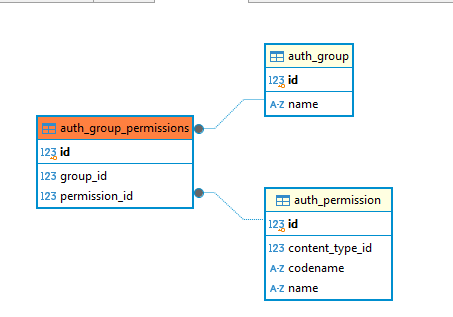 auth_group
123 id
A-Z name
auth_group_permissions
123 id
123 group_id
123 permission_id
auth_permission
123 id
123 content_type_id
A-Z codename
A-Z name